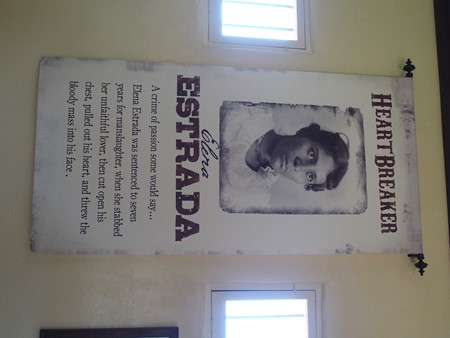 HEARTBREAKER
Elena
ESTRADA
A crime of passion some would say...
Elena Estrada was sentenced to seven
years for manslaughter, when she stabbed
her unfaithful lover, then cut open his
chest, pulled out his heart, and threw the
bloody mass into his face.